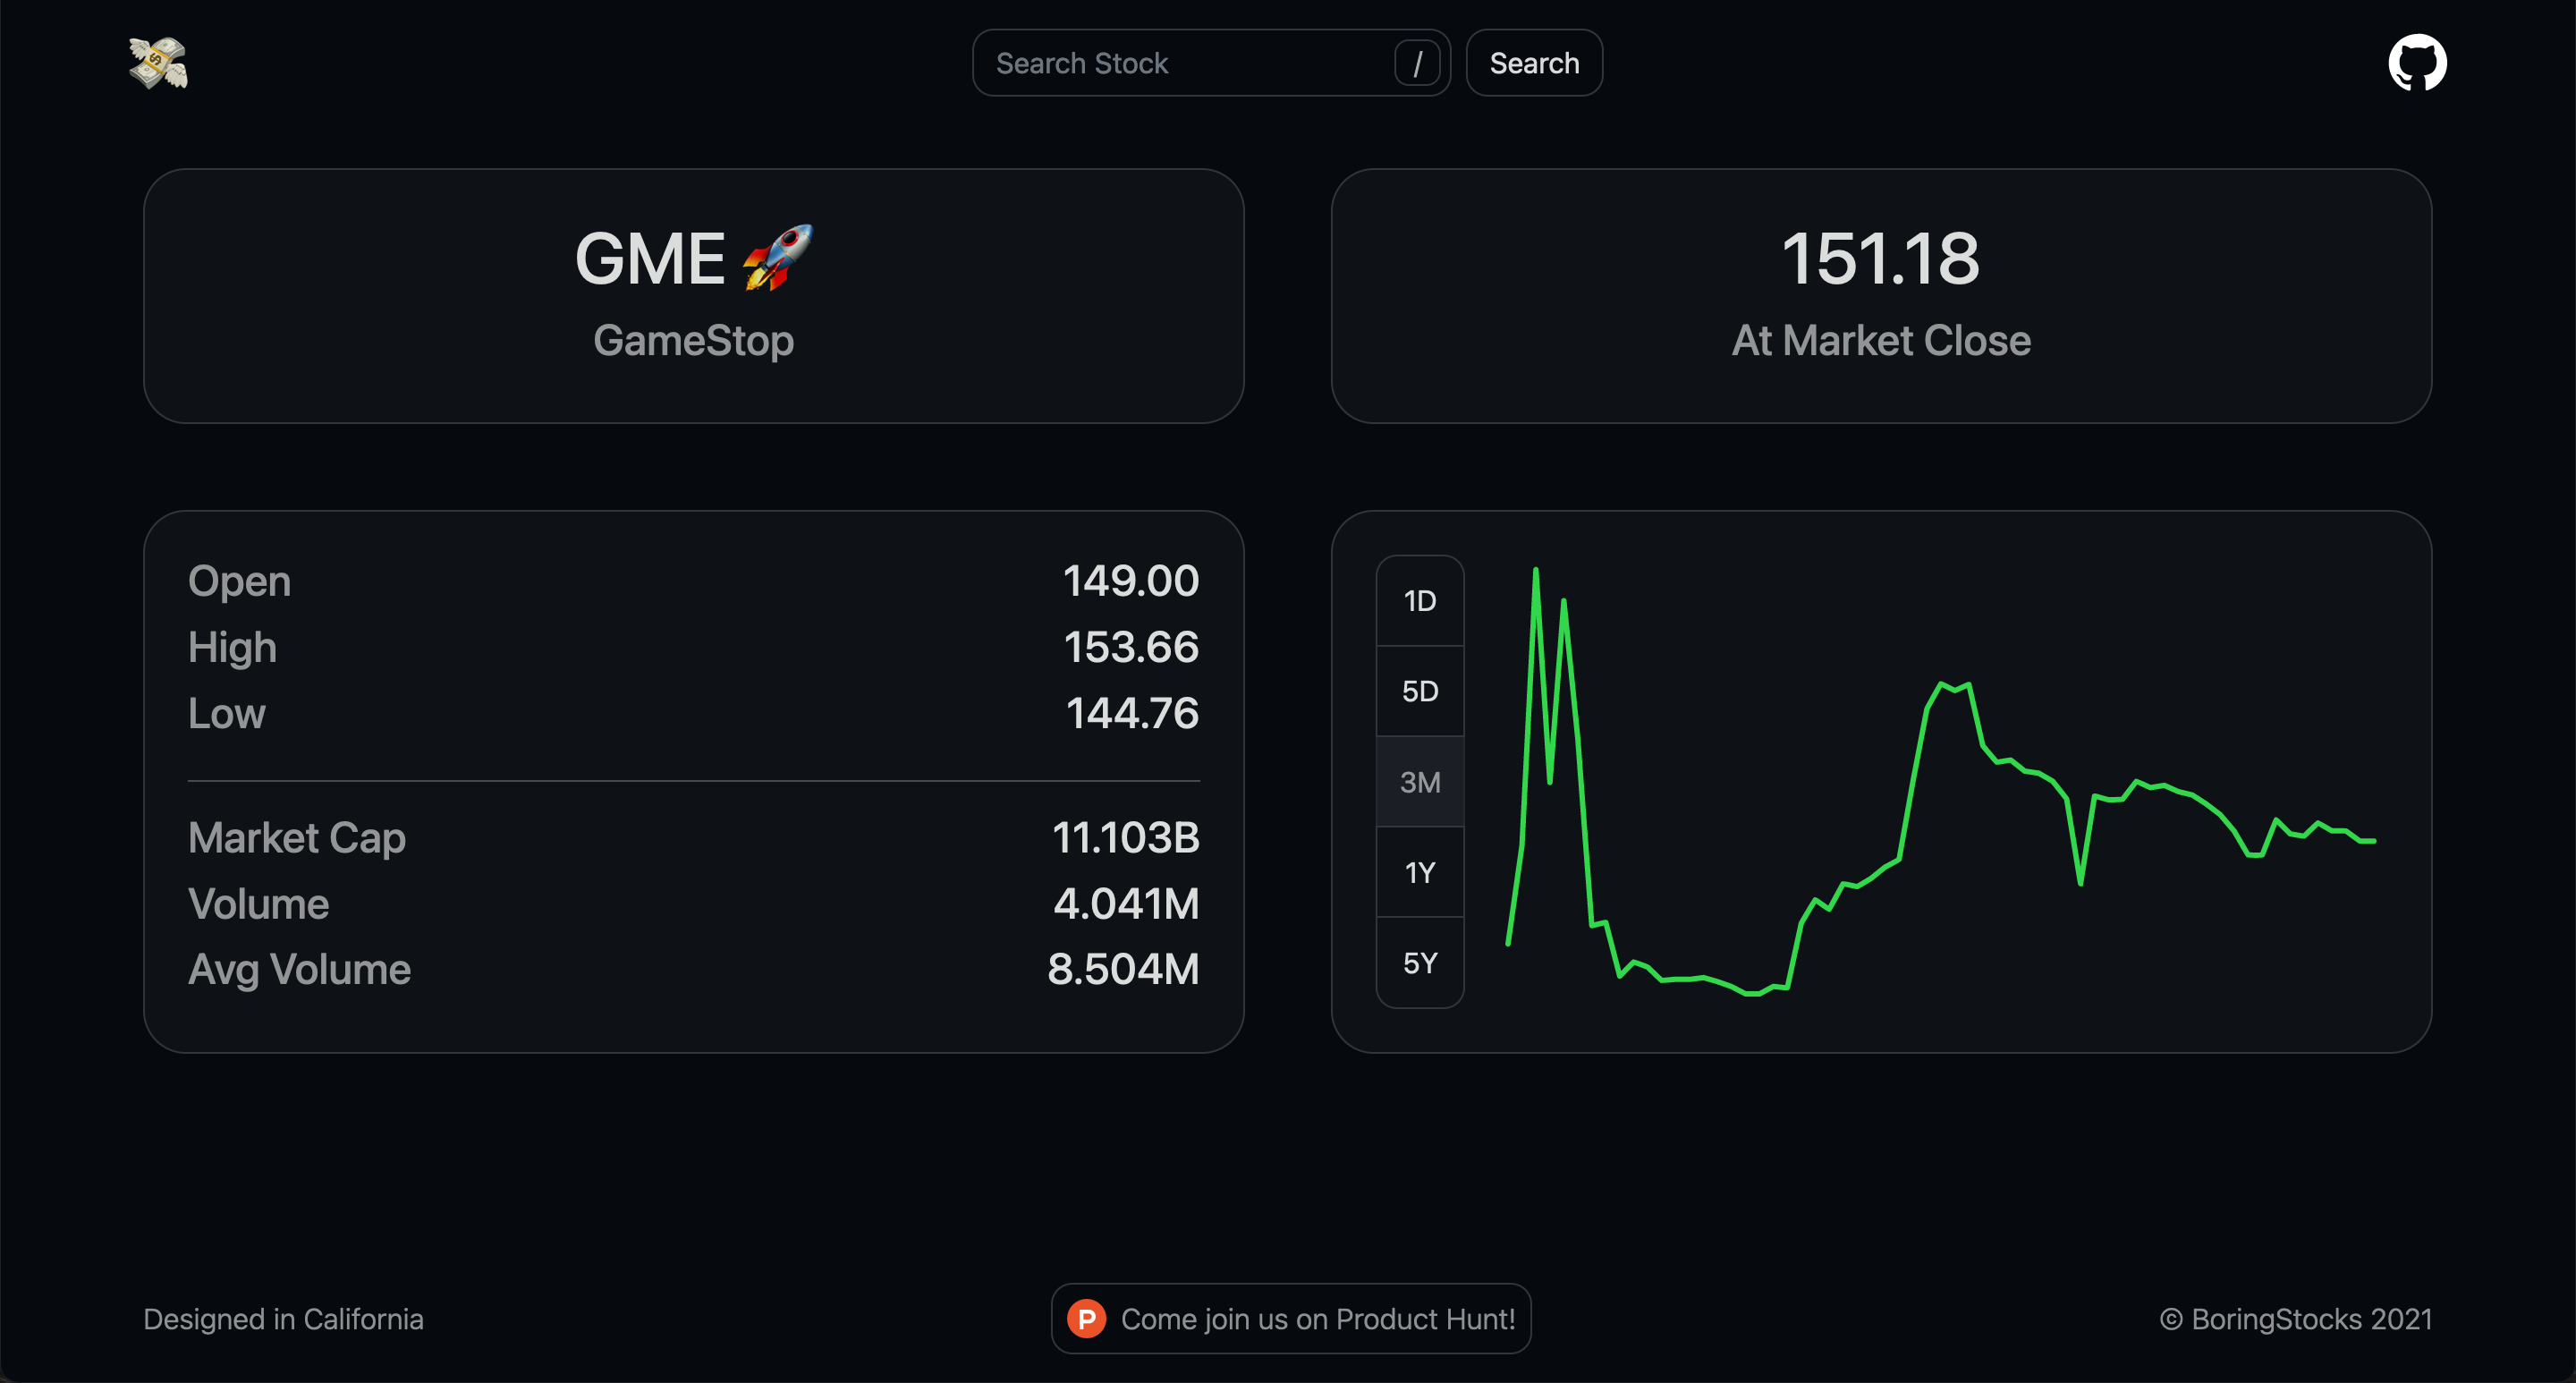 Search Stock /
Search
GME 🚀
GameStop
151.18
At Market Close
Open 149.00
High 153.66
Low 144.76
Market Cap 11.103B
Volume 4.041M
Avg Volume 8.504M
1D
5D
3M
1Y
5Y
Designed in California
P Come join us on Product Hunt!
© BoringStocks 2021